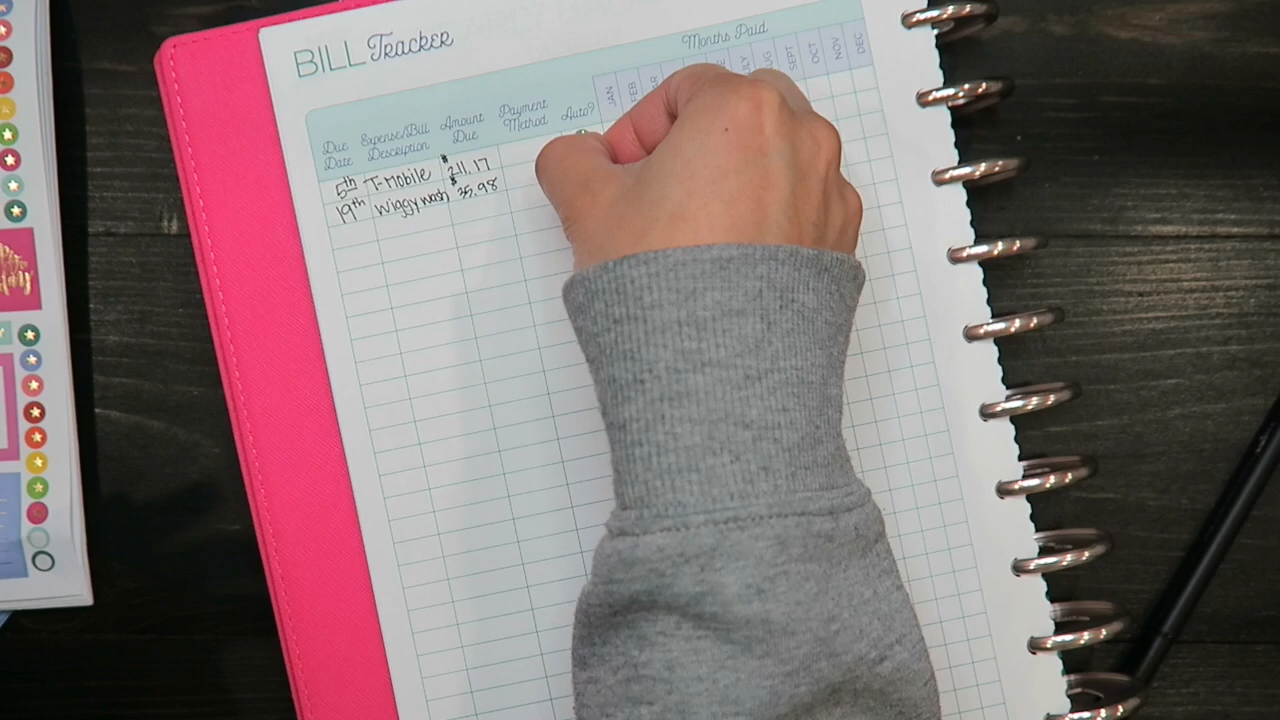 BILL Tracker
Months Paid
Due Date Expense/Bill Description Amount Due Payment Method Auto? JAN FEB SEPT OCT NOV DEC
5th T-Mobile $211.17
19th Wiggy wash $35.98